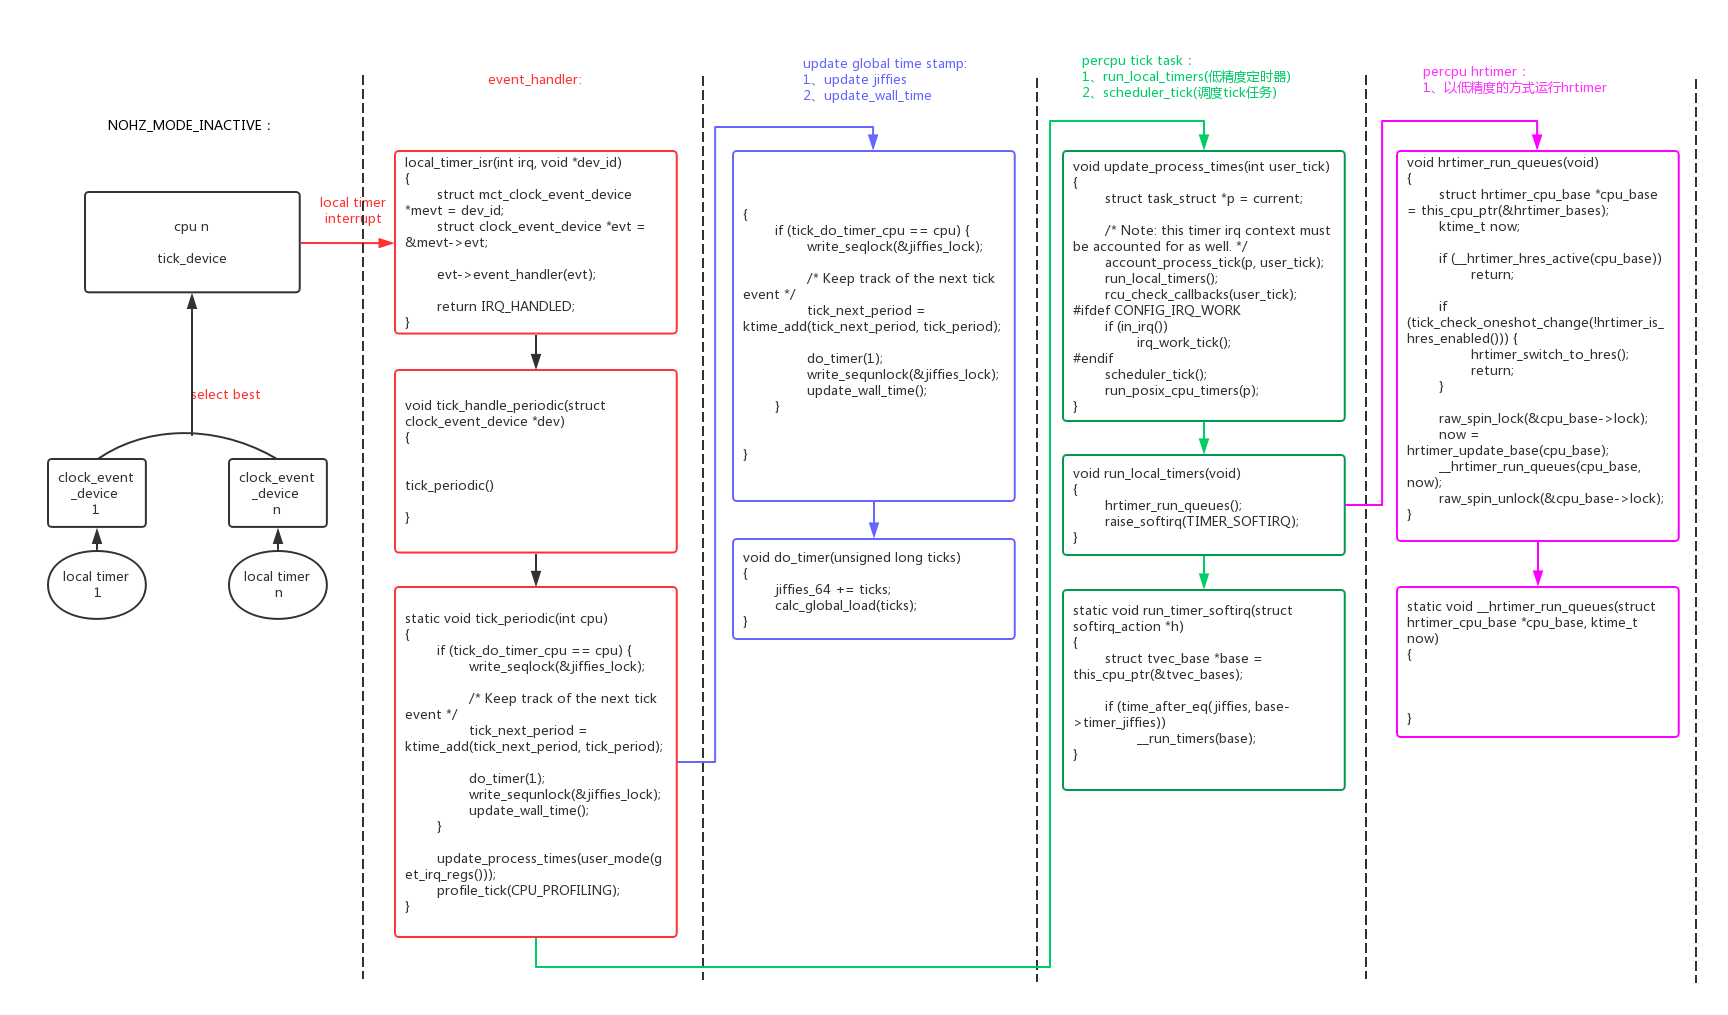 NOHZ_MODE_INACTIVE：
cpu n
tick_device
select best
clock_event
_device
1
clock_event
_device
n
local timer
1
local timer
n
local timer
interrupt
event_handler:
local_timer_isr(int irq, void *dev_id)
{
struct mct_clock_event_device
*mevt = dev_id;
struct clock_event_device *evt =
&mevt->evt;
evt->event_handler(evt);
return IRQ_HANDLED;
}
void tick_handle_periodic(struct
clock_event_device *dev)
{
tick_periodic()
}
static void tick_periodic(int cpu)
{
if (tick_do_timer_cpu == cpu) {
write_seqlock(&jiffies_lock);
/* Keep track of the next tick
event */
tick_next_period =
ktime_add(tick_next_period, tick_period);
do_timer(1);
write_sequnlock(&jiffies_lock);
update_wall_time();
}
update_process_times(user_mode(g
et_irq_regs()));
profile_tick(CPU_PROFILING);
}
update global time stamp:
1、update jiffies
2、update_wall_time
{
if (tick_do_timer_cpu == cpu) {
write_seqlock(&jiffies_lock);
/* Keep track of the next tick
event */
tick_next_period =
ktime_add(tick_next_period, tick_period);
do_timer(1);
write_sequnlock(&jiffies_lock);
update_wall_time();
}
}
void do_timer(unsigned long ticks)
{
jiffies_64 += ticks;
calc_global_load(ticks);
}
percpu tick task：
1、run_local_timers(低精度定时器)
2、scheduler_tick(调度tick任务)
void update_process_times(int user_tick)
{
struct task_struct *p = current;
/* Note: this timer irq context must
be accounted for as well. */
account_process_tick(p, user_tick);
run_local_timers();
rcu_check_callbacks(user_tick);
#ifdef CONFIG_IRQ_WORK
if (in_irq())
irq_work_tick();
#endif
scheduler_tick();
run_posix_cpu_timers(p);
}
void run_local_timers(void)
{
hrtimer_run_queues();
raise_softirq(TIMER_SOFTIRQ);
}
static void run_timer_softirq(struct
softirq_action *h)
{
struct tvec_base *base =
this_cpu_ptr(&tvec_bases);
if (time_after_eq(jiffies, base-
>timer_jiffies))
__run_timers(base);
}
percpu hrtimer：
1、以低精度的方式运行hrtimer
void hrtimer_run_queues(void)
{
struct hrtimer_cpu_base *cpu_base
= this_cpu_ptr(&hrtimer_bases);
ktime_t now;
if (__hrtimer_hres_active(cpu_base))
return;
if
(tick_check_oneshot_change(!hrtimer_is_
hres_enabled())) {
hrtimer_switch_to_hres();
return;
}
raw_spin_lock(&cpu_base->lock);
now =
hrtimer_update_base(cpu_base);
__hrtimer_run_queues(cpu_base,
now);
raw_spin_unlock(&cpu_base->lock);
}
static void __hrtimer_run_queues(struct
hrtimer_cpu_base *cpu_base, ktime_t
now)
{
}